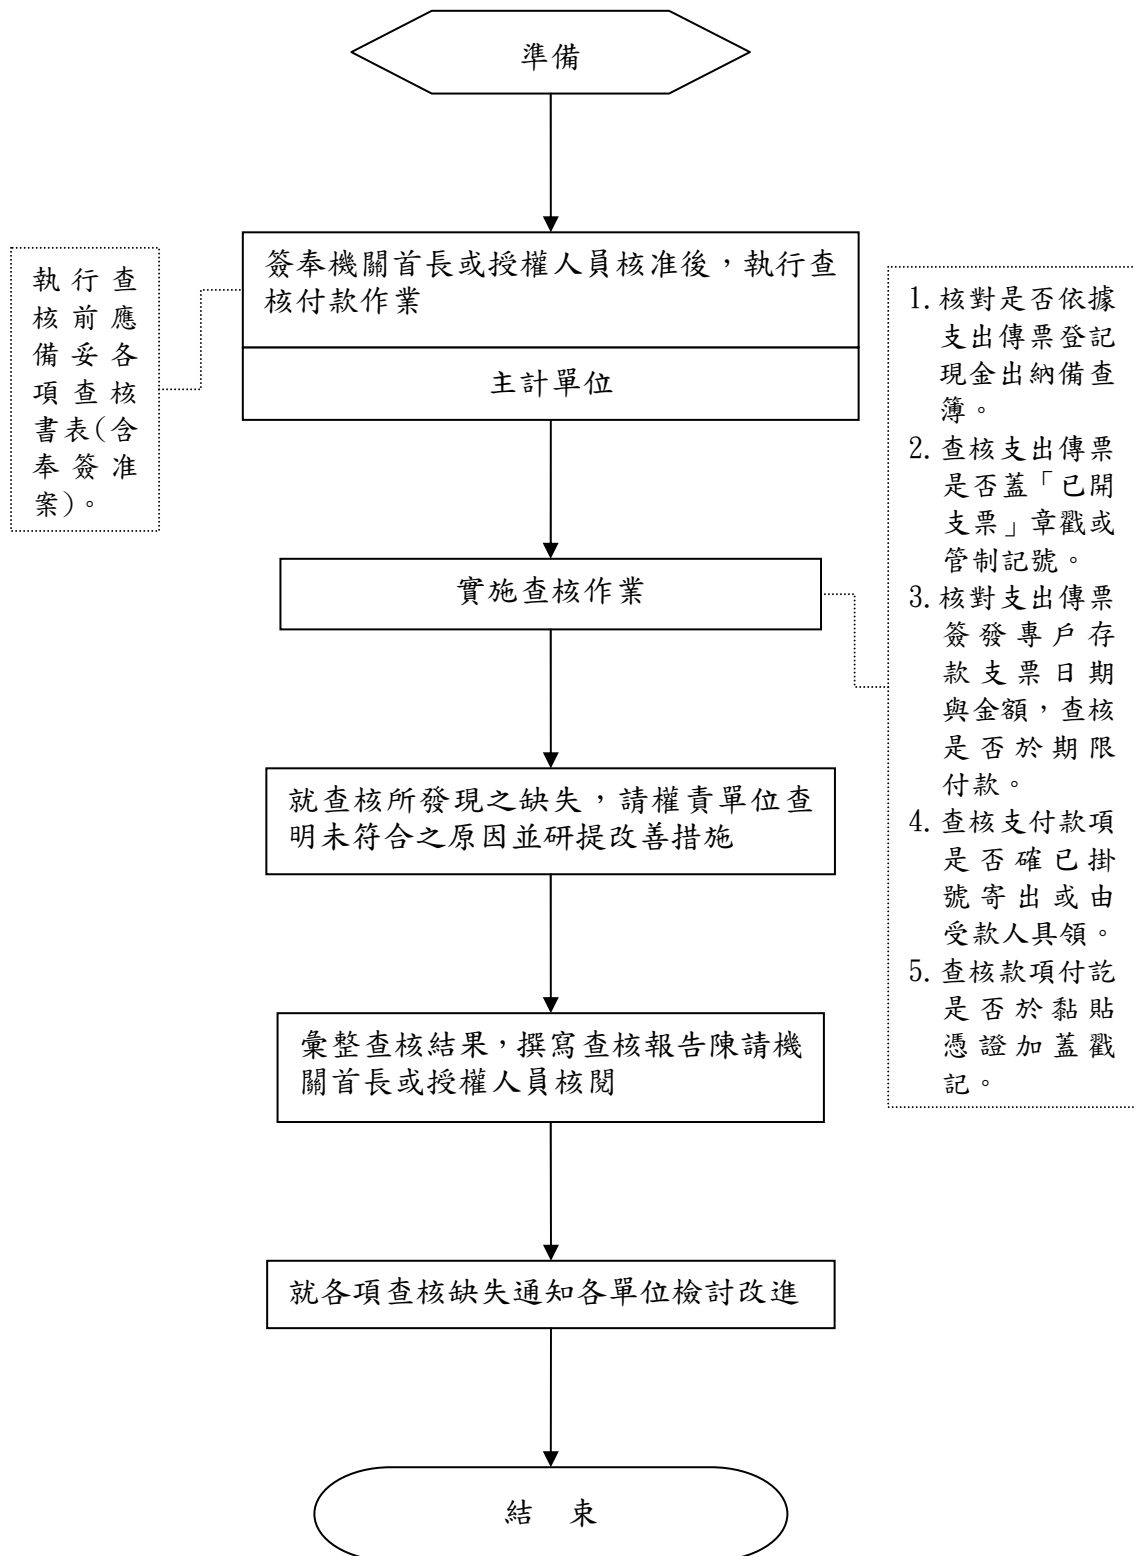 準備
簽奉機關首長或授權人員核准後，執行查
核付款作業
主計單位
執行查
核前應
備妥各
項查核
書表(含
奉簽准
案)。
實施查核作業
1.核對是否依據
支出傳票登記
現金出納備查
簿。
2.查核支出傳票
是否蓋「已開
支票」章戳或
管制記號。
3.核對支出傳票
簽發專戶存
款支票日期
與金額，查核
是否於期限
付款。
4.查核支付款項
是否確已掛
號寄出或由
受款人具領。
5.查核款項付訖
是否於黏貼
憑證加蓋戳
記。
就查核所發現之缺失，請權責單位查
明未符合之原因並研提改善措施
彙整查核結果，撰寫查核報告陳請機
關首長或授權人員核閱
就各項查核缺失通知各單位檢討改進
結 束